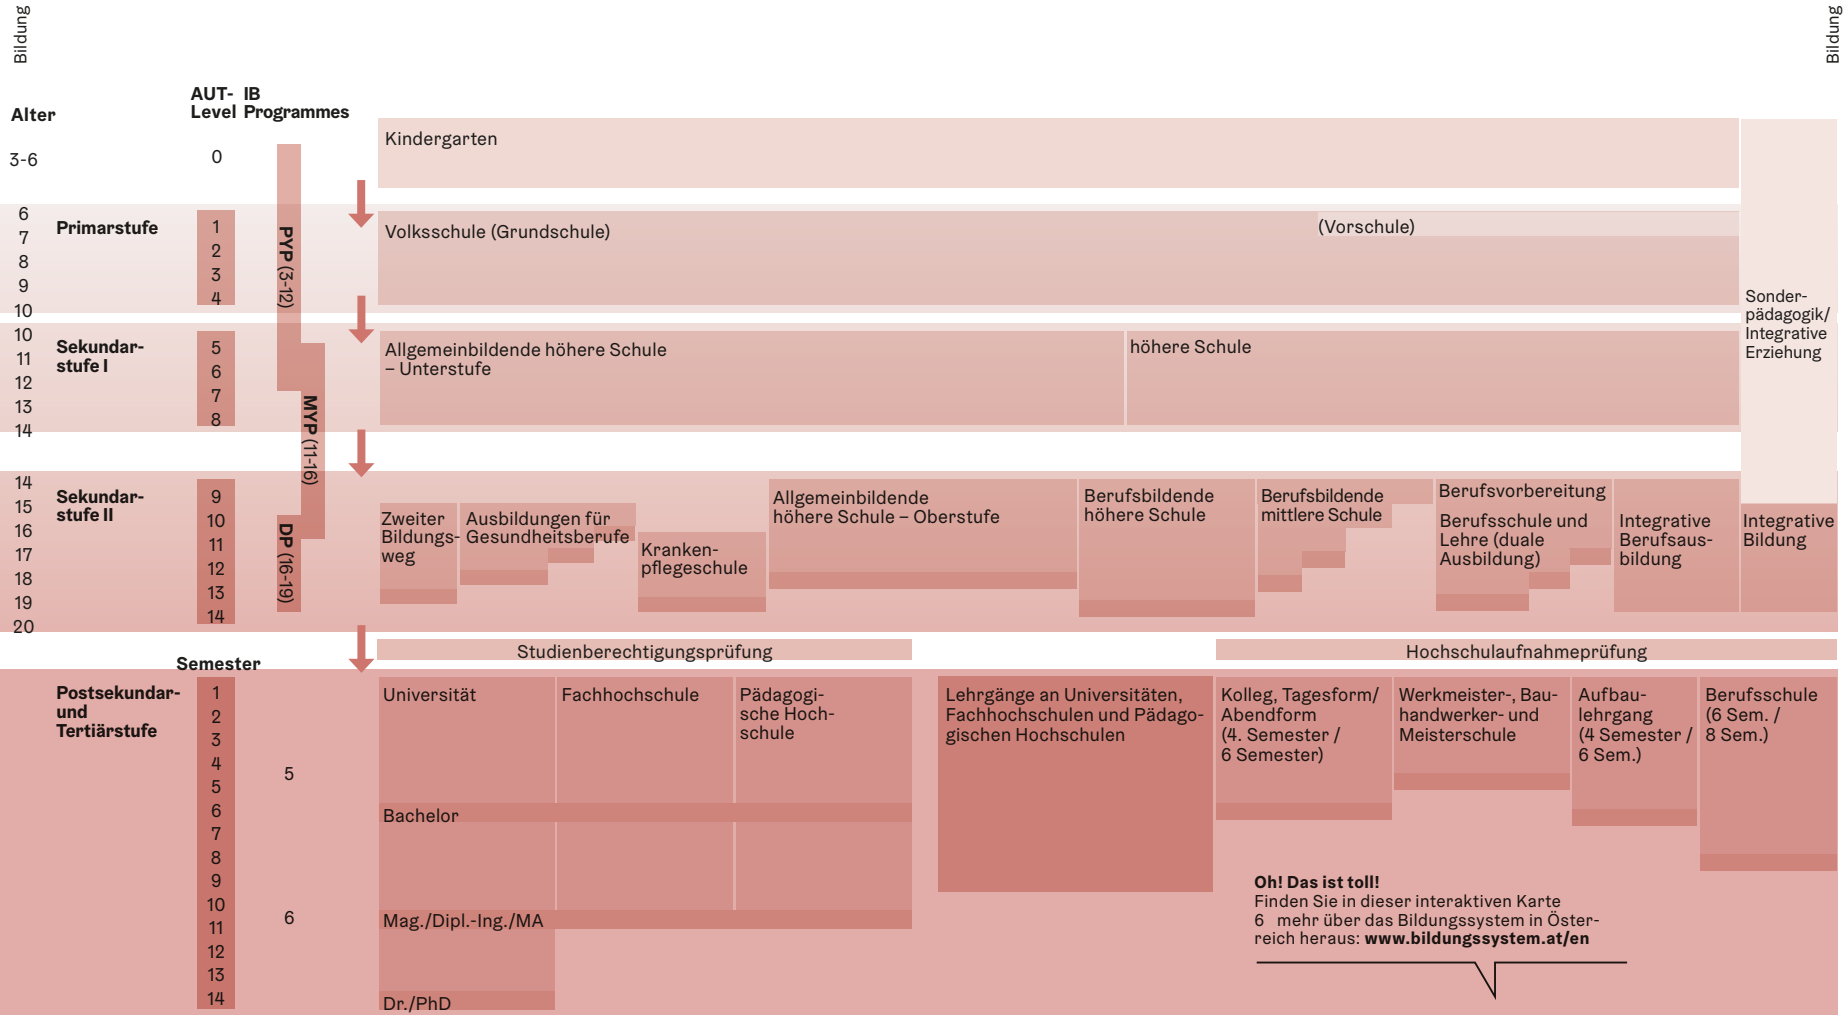 Bildung
Bildung
Alter
AUT-
Level
IB
Programmes
3-6
0
Kindergarten
6
7
8
9
10
Primarstufe
1
2
3
4
PYP (3-12)
Volksschule (Grundschule)
(Vorschule)
Sonder-
pädagogik/
Integrative
Erziehung
10
11
12
13
14
Sekundar-
stufe I
5
6
7
8
MYP (11-16)
Allgemeinbildende höhere Schule
– Unterstufe
höhere Schule
14
15
16
17
18
19
20
Sekundar-
stufe II
9
10
11
12
13
14
DP (16-19)
Zweiter
Bildungs-
weg
Ausbildungen für
Gesundheitsberufe
Kranken-
pflegeschule
Allgemeinbildende
höhere Schule – Oberstufe
Berufsbildende
höhere Schule
Berufsbildende
mittlere Schule
Berufsvorbereitung
Berufsschule und
Lehre (duale
Ausbildung)
Integrative
Berufsaus-
bildung
Integrative
Bildung
Studienberechtigungsprüfung
Hochschulaufnahmeprüfung
Semester
Postsekundar-
und
Tertiärstufe
1
2
3
4
5
6
7
8
9
10
11
12
13
14
5
6
Universität
Fachhochschule
Pädagogi-
sche Hoch-
schule
Bachelor
Mag./Dipl.-Ing./MA
Dr./PhD
Lehrgänge an Universitäten,
Fachhochschulen und Pädago-
gischen Hochschulen
Kolleg, Tagesform/
Abendform
(4. Semester /
6 Semester)
Werkmeister-, Bau-
handwerker- und
Meisterschule
Aufbau-
lehrgang
(4 Semester /
6 Sem.)
Berufsschule
(6 Sem. /
8 Sem.)
Oh! Das ist toll!
Finden Sie in dieser interaktiven Karte
6 mehr über das Bildungssystem in Öster-
reich heraus: www.bildungssystem.at/en